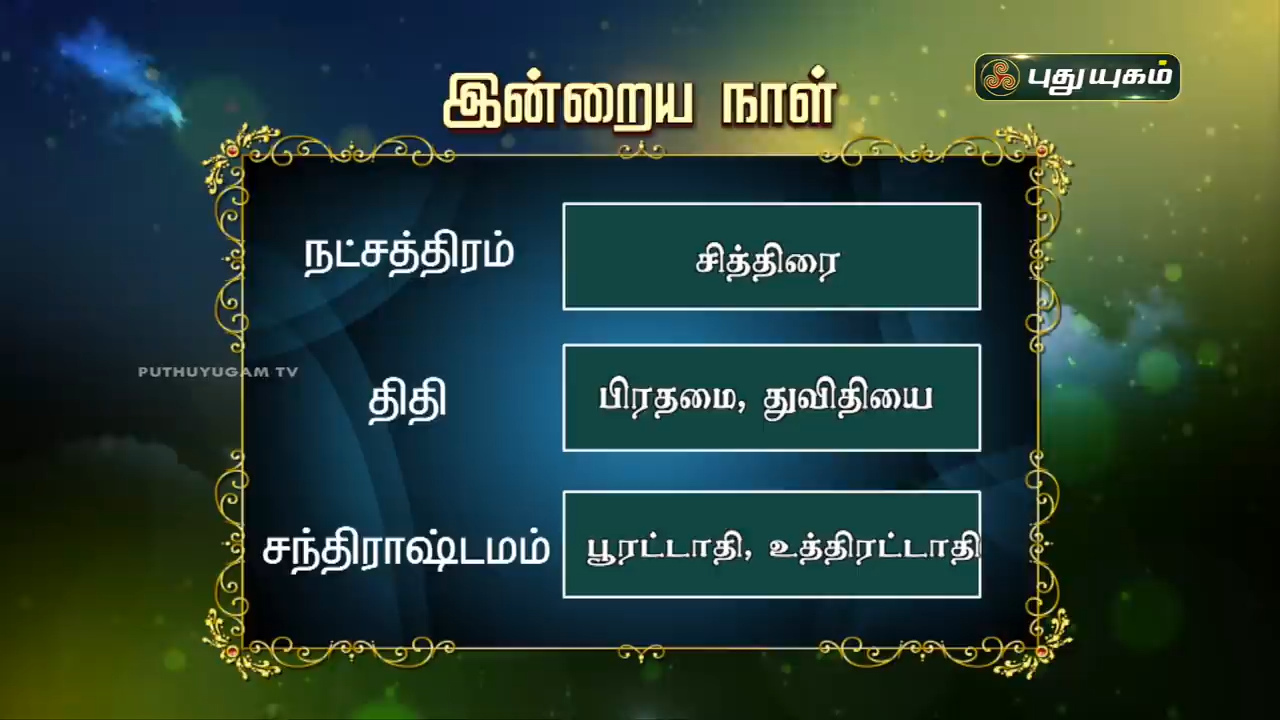 இன்றைய நாள்
புதுயுகம்
நட்சத்திரம்
சித்திரை
PUTHUYUGAM TV
திதி
பிரதமை, துவிதியை
சந்திராஷ்டமம்
பூரட்டாதி, உத்திரட்டாதி